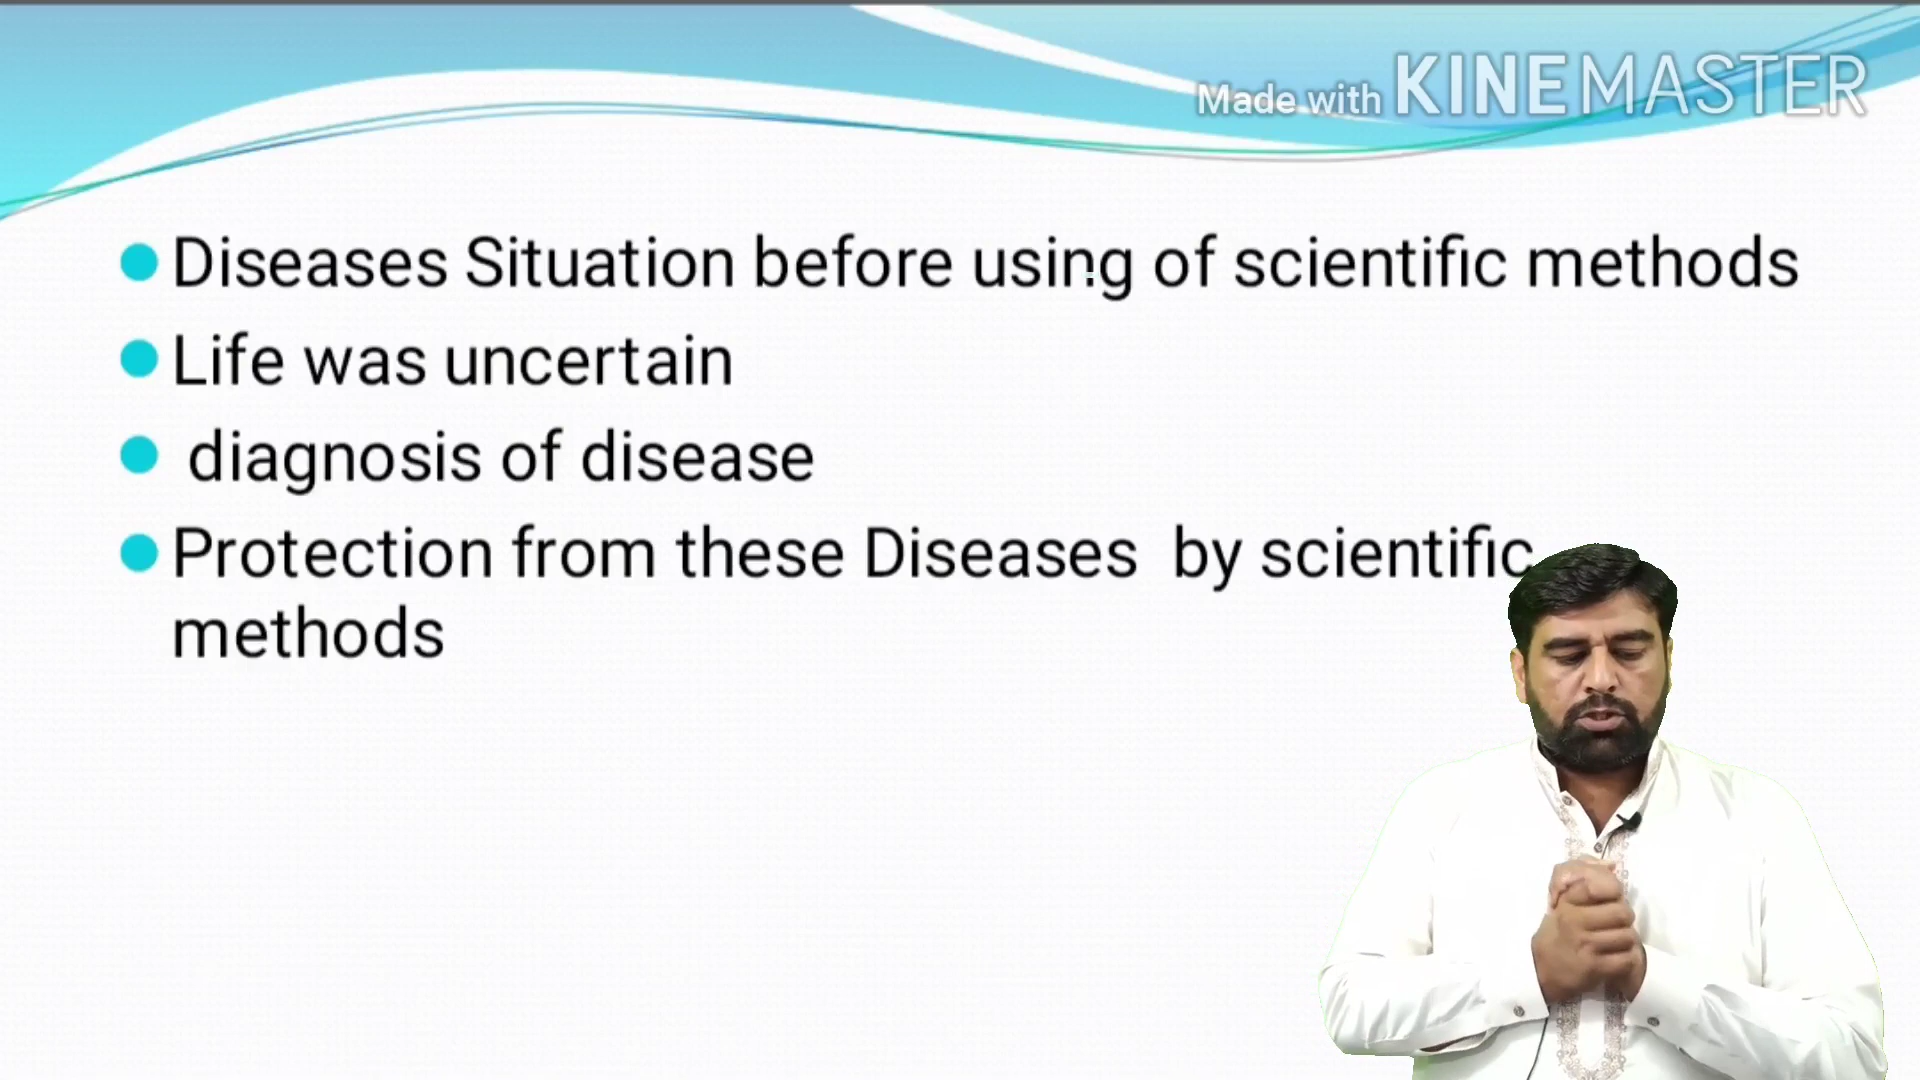 Made with KINEMASTER
Diseases Situation before using of scientific methods
Life was uncertain
diagnosis of disease
Protection from these Diseases by scientific
methods